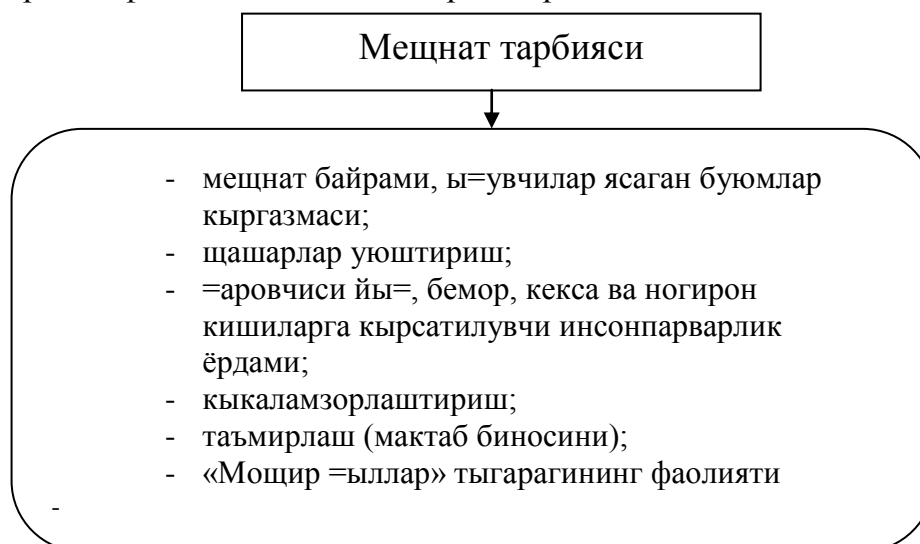 Мещнат тарбияси
- мещнат байрами, ы=увчилар ясаган буюмлар
кыргазмаси;
- щашарлар уюштириш;
- =аровчиси йы=, бемор, кекса ва ногирон
кишиларга кырсатилувчи инсонпарварлик
ёрдами;
- кыкаламзорлаштириш;
- таъмирлаш (мактаб биносини);
- «Мощир =ыллар» тыгарагининг фаолияти
-